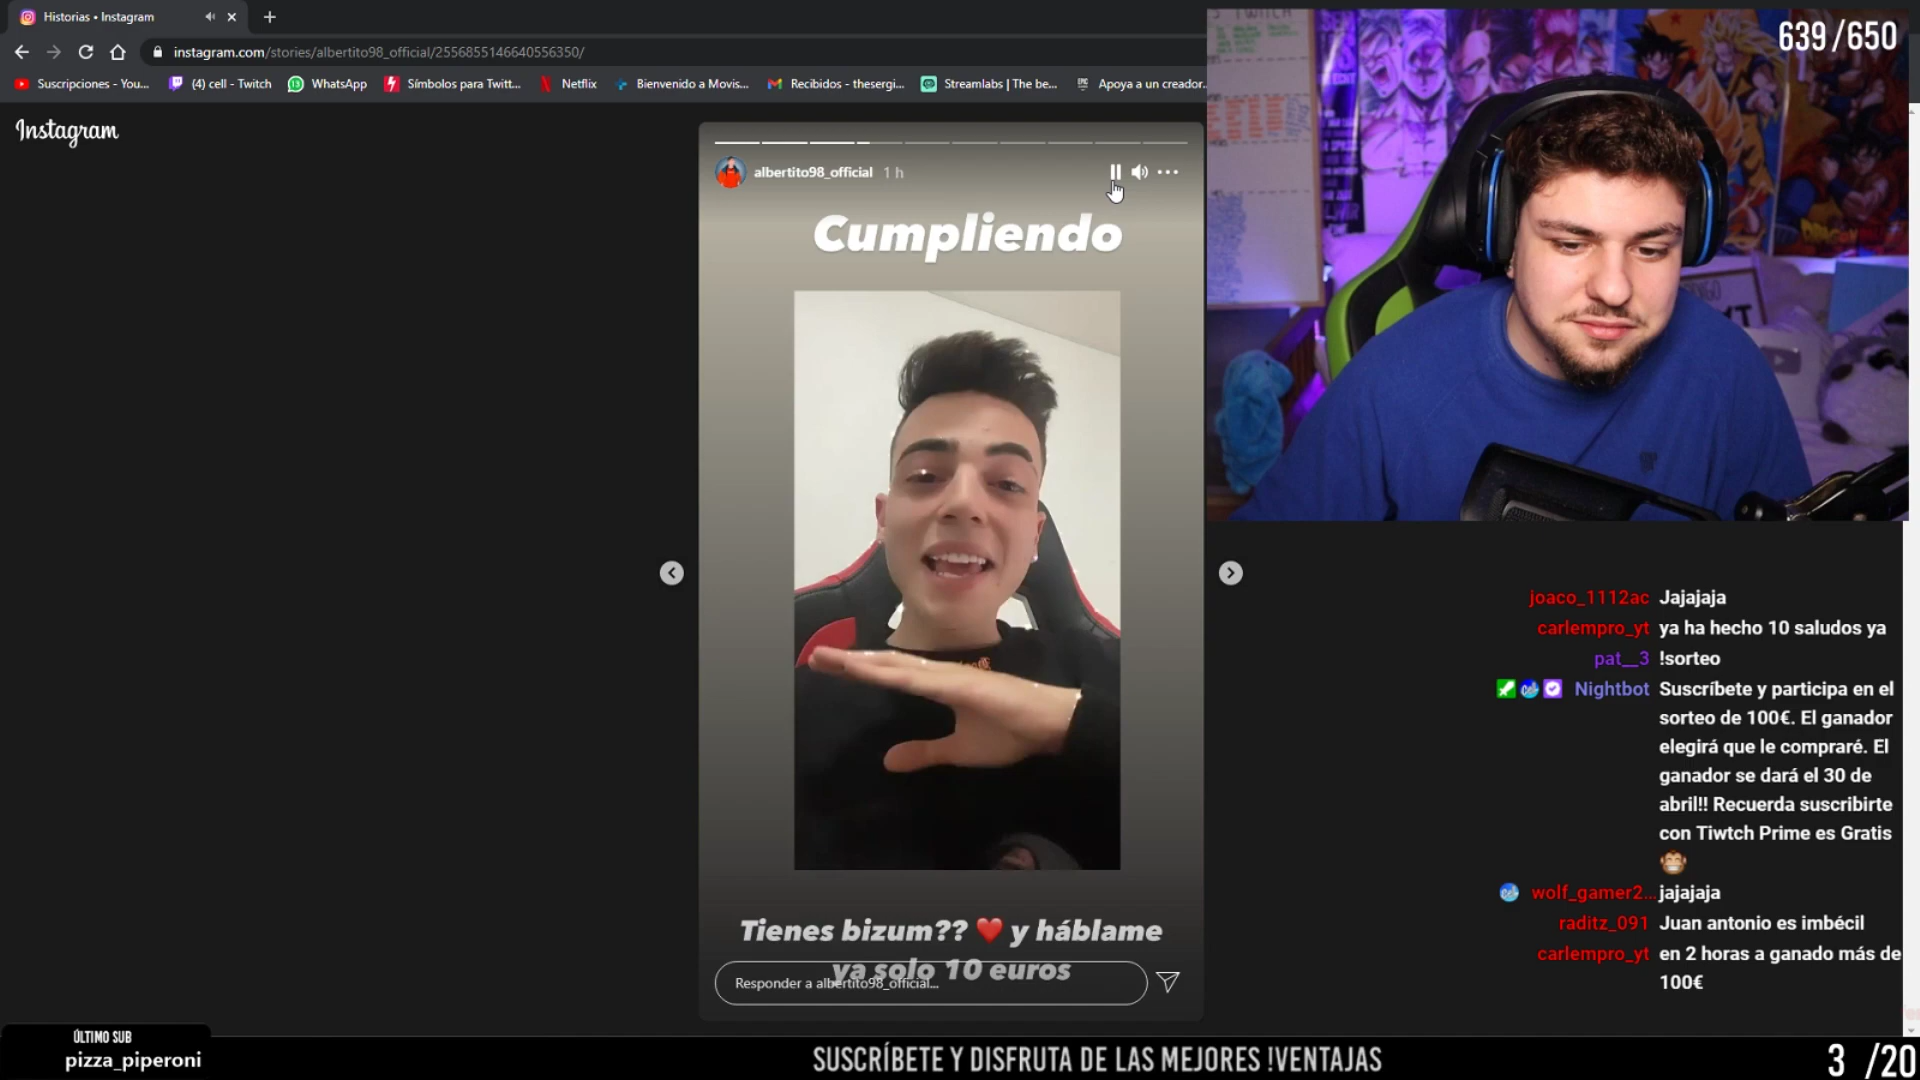 Historias • Instagram
instagram.com/stories/albertito98_official/2556855146640556350/
Suscripciones - You...
(4) cell - Twitch
WhatsApp
Símbolos para Twitt...
Netflix
Bienvenido a Movis...
Recibidos - thesergi...
Streamlabs | The be...
Apoya a un creador...
639/650
Instagram
albertito98_official 1 h
Cumpliendo
Tienes bizum?? ❤️ y háblame
ya solo 10 euros
Responder a albertito98_official...
joaco_1112ac Jajajaja
carlempro_yt ya ha hecho 10 saludos ya
pat__3 !sorteo
Nightbot Suscríbete y participa en el
sorteo de 100€. El ganador
elegirá que le compraré. El
ganador se dará el 30 de
abril!! Recuerda suscribirte
con Tiwtch Prime es Gratis
wolf_gamer2... jajajaja
raditz_091 Juan antonio es imbécil
carlempro_yt en 2 horas a ganado más de
100€
ÚLTIMO SUB
pizza_piperoni
SUSCRÍBETE Y DISFRUTA DE LAS MEJORES !VENTAJAS
3 /20